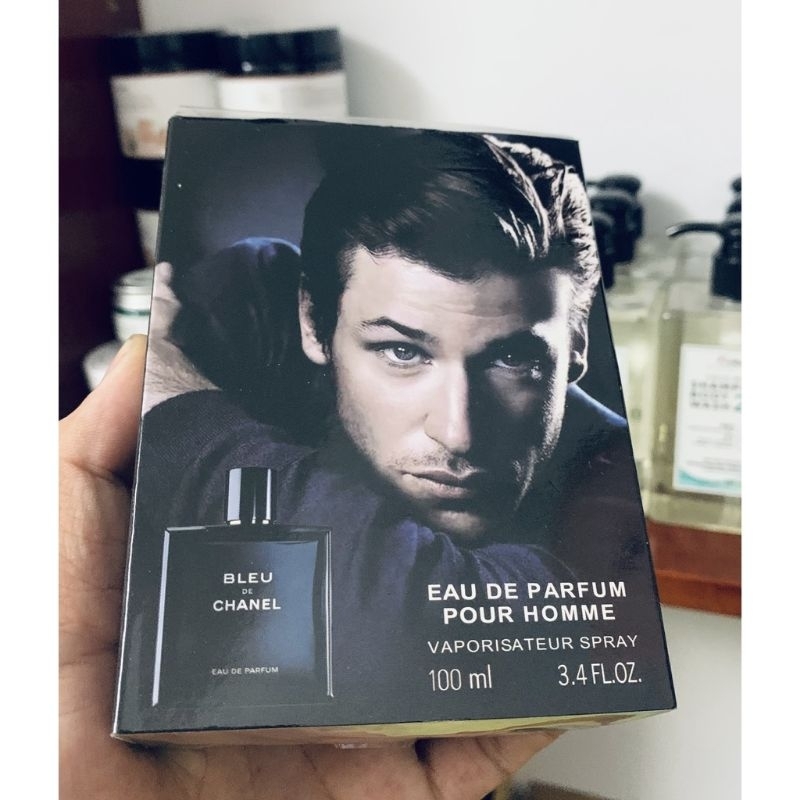 BLEU
DE
CHANEL
EAU DE PARFUM
EAU DE PARFUM
POUR HOMME
VAPORISATEUR SPRAY
100 ml 3.4 FL.OZ.